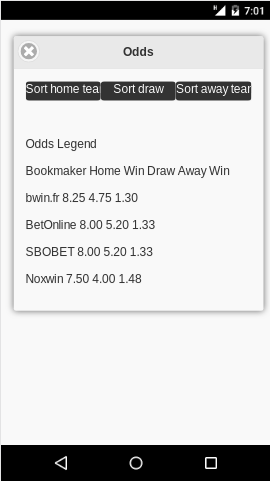 7:01
Odds
Sort home tea Sort draw Sort away tea
Odds Legend
Bookmaker Home Win Draw Away Win
bwin.fr 8.25 4.75 1.30
BetOnline 8.00 5.20 1.33
SBOBET 8.00 5.20 1.33
Noxwin 7.50 4.00 1.48